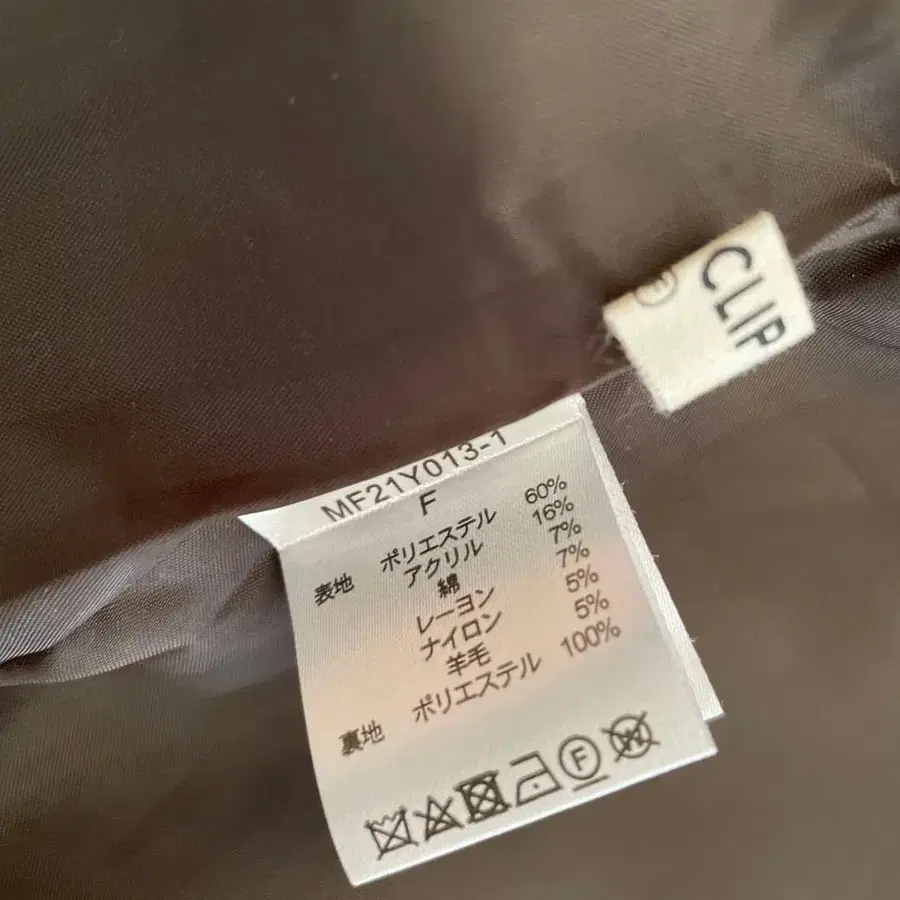 CLIP
MF21Y013-1
F
表地 ポリエステル 60%
アクリル 16%
綿 7%
レーヨン 7%
ナイロン 5%
羊毛 5%
裏地 ポリエステル 100%
F
W